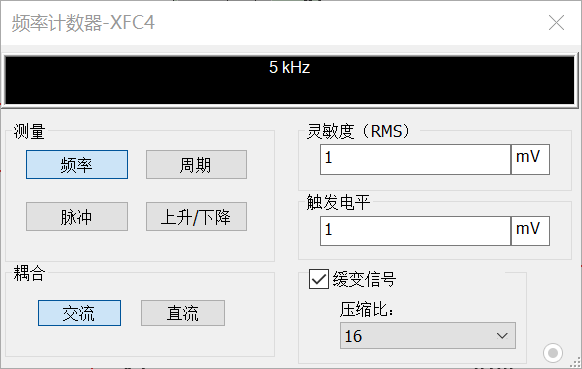 频率计数器-XFC4
5 kHz
测量
频率
周期
脉冲
上升/下降
耦合
交流
直流
灵敏度（RMS）
1
mV
触发电平
1
mV
缓变信号
压缩比：
16